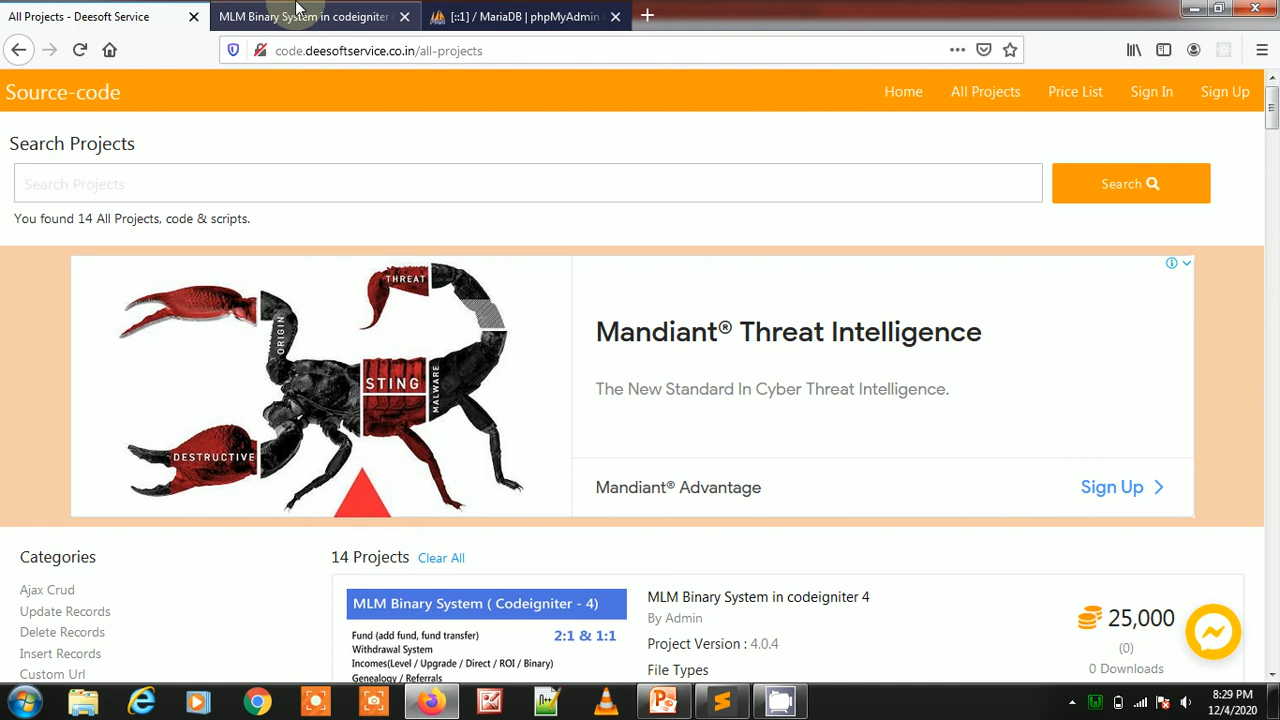 All Projects - Deesoft Service
MLM Binary System in codeigniter
[::1] / MariaDB | phpMyAdmin
code.deesoftservice.co.in/all-projects
Source-code
Home
All Projects
Price List
Sign In
Sign Up
Search Projects
Search Projects
Search
You found 14 All Projects, code & scripts.
THREAT
ORIGIN
STING
MALWARE
DESTRUCTIVE
Mandiant® Threat Intelligence
The New Standard In Cyber Threat Intelligence.
Mandiant® Advantage
Sign Up
Categories
Ajax Crud
Update Records
Delete Records
Insert Records
Custom Url
14 Projects Clear All
MLM Binary System ( Codeigniter - 4)
Fund (add fund, fund transfer)
2:1 & 1:1
Withdrawal System
Incomes(Level / Upgrade / Direct / ROI / Binary)
Genealogy / Referrals
MLM Binary System in codeigniter 4
By Admin
Project Version : 4.0.4
File Types
25,000
(0)
0 Downloads
8:29 PM
12/4/2020